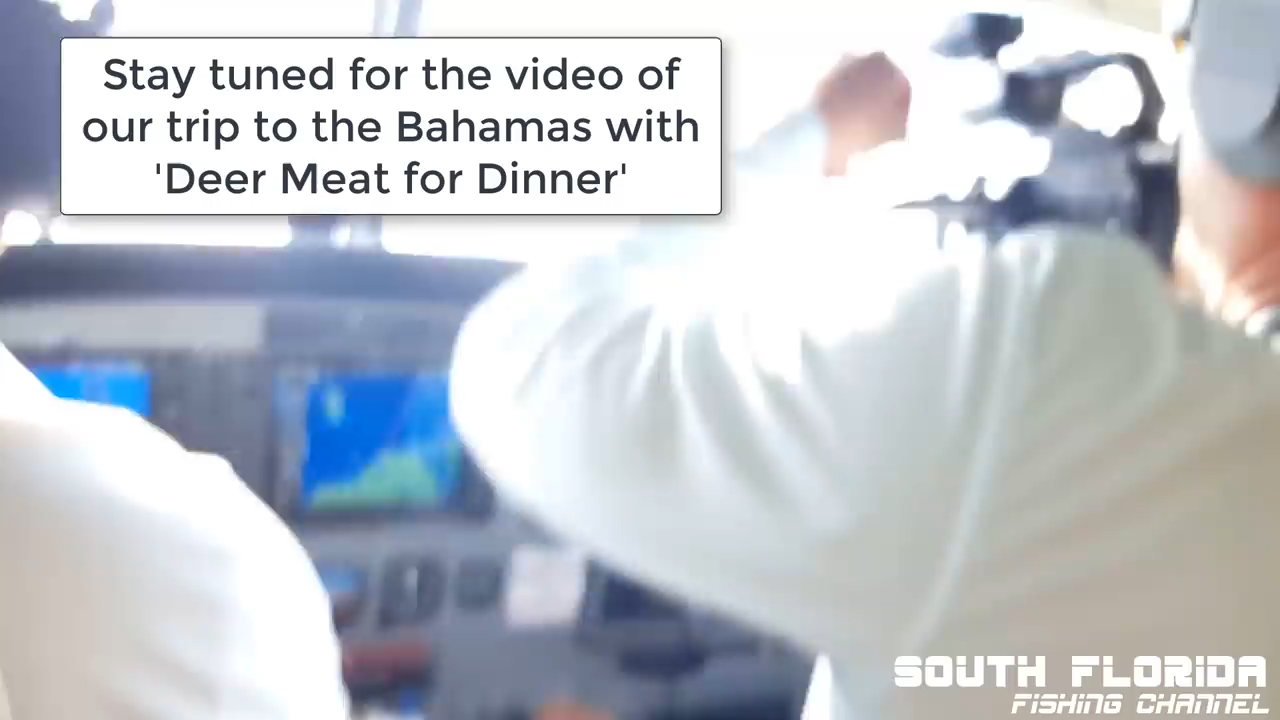 Stay tuned for the video of
our trip to the Bahamas with
'Deer Meat for Dinner'
SOUTH FLORIDA
FISHING CHANNEL